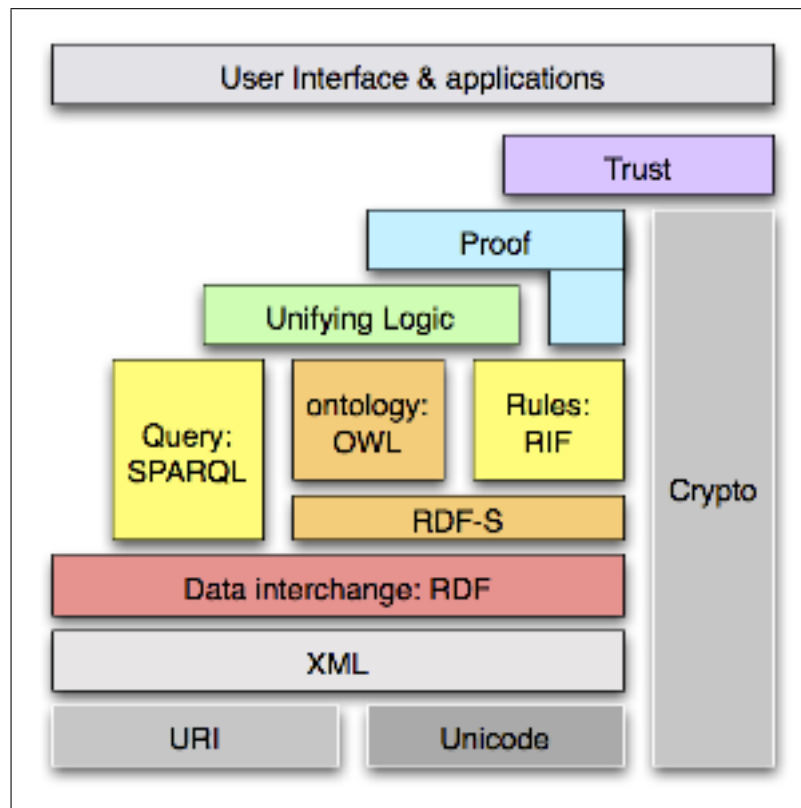 User Interface & applications
Trust
Proof
Unifying Logic
Query:
SPARQL
ontology:
OWL
Rules:
RIF
Crypto
RDF-S
Data interchange: RDF
XML
URI
Unicode